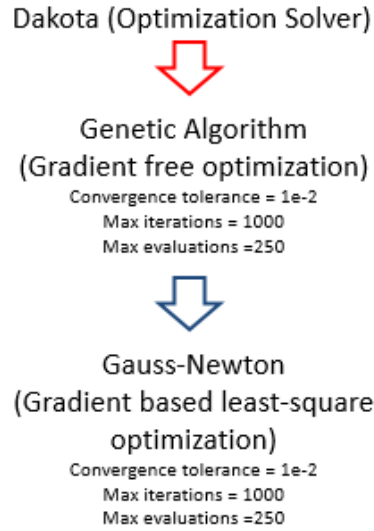 Dakota (Optimization Solver)
Genetic Algorithm
(Gradient free optimization)
Convergence tolerance = 1e-2
Max iterations = 1000
Max evaluations =250
Gauss-Newton
(Gradient based least-square
optimization)
Convergence tolerance = 1e-2
Max iterations = 1000
Max evaluations =250